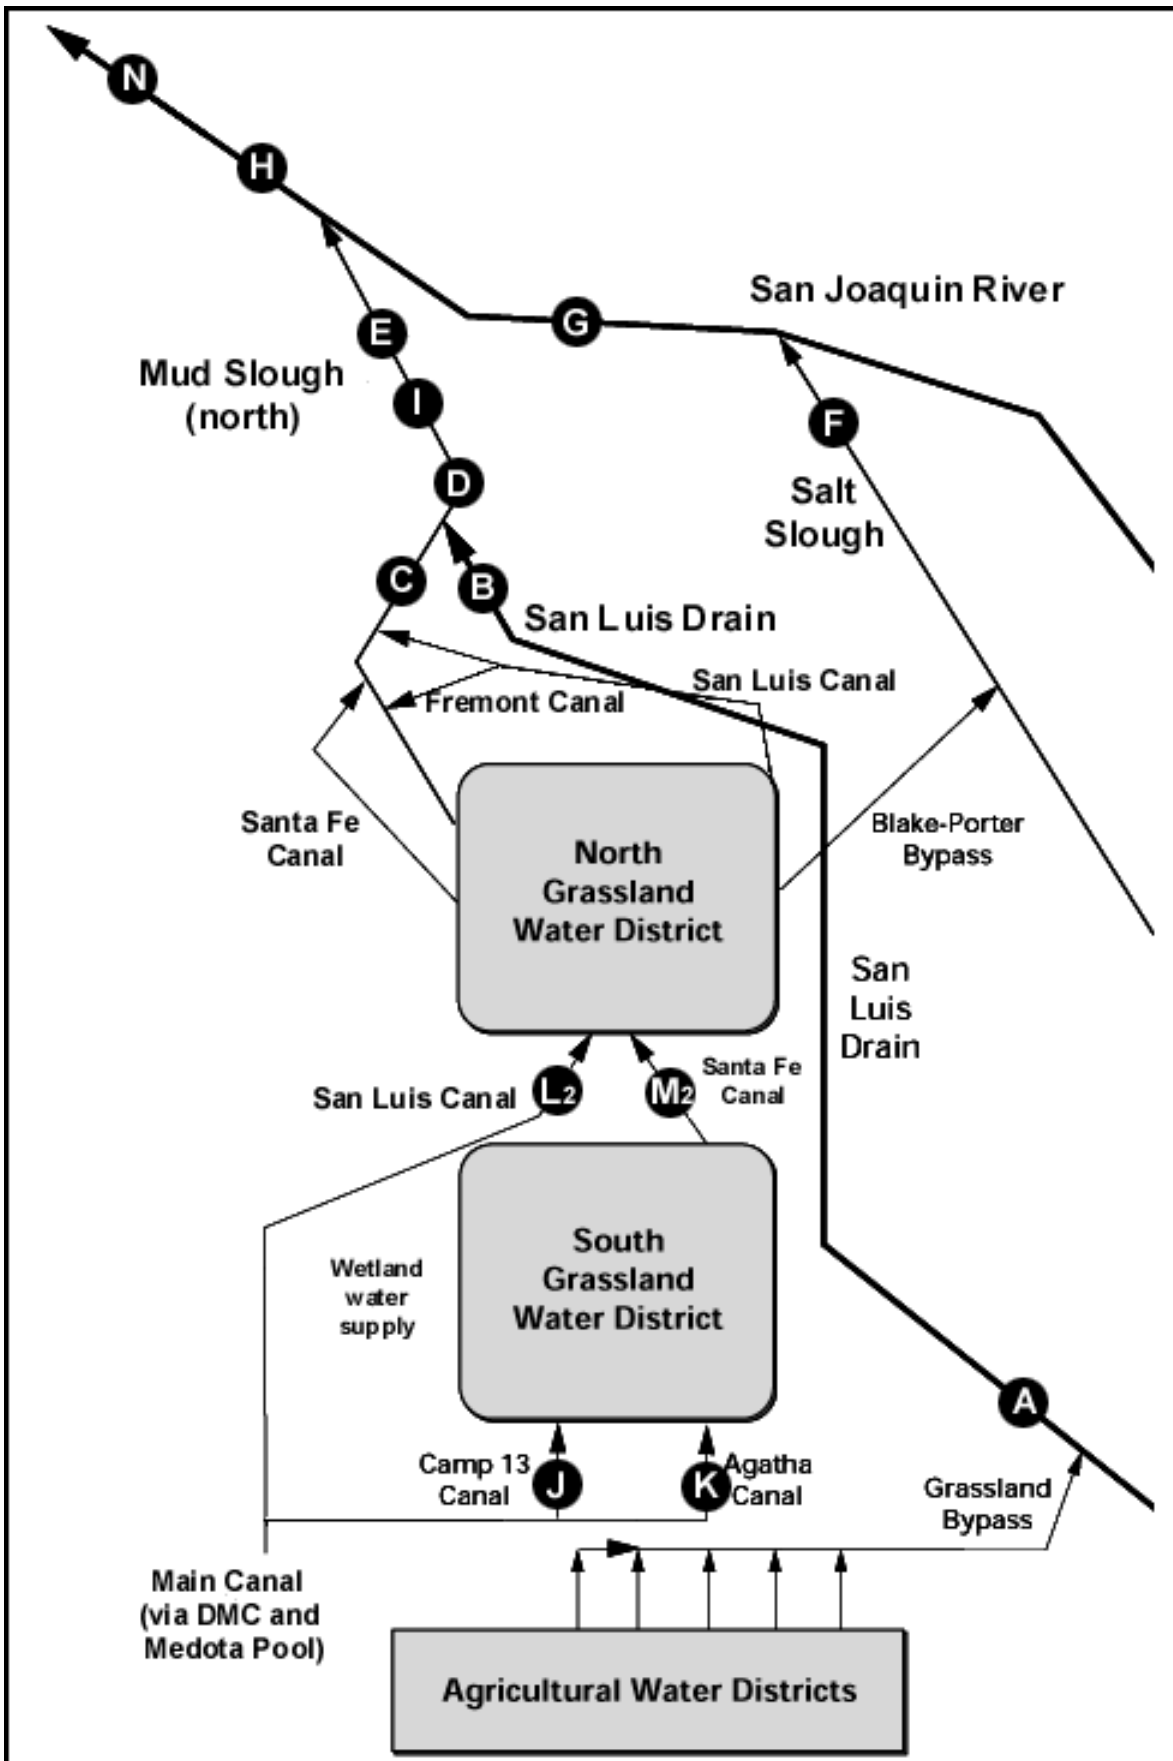 N
H
San Joaquin River
G
E
Mud Slough
(north)
I
F
D
Salt
Slough
C
B
San Luis Drain
San Luis Canal
Fremont Canal
Santa Fe
Canal
Blake-Porter
Bypass
North
Grassland
Water District
San
Luis
Drain
San Luis Canal
L2
M2
Santa Fe
Canal
South
Grassland
Water District
Wetland
water
supply
A
Camp 13
Canal
J
K
Agatha
Canal
Grassland
Bypass
Main Canal
(via DMC and
Medota Pool)
Agricultural Water Districts